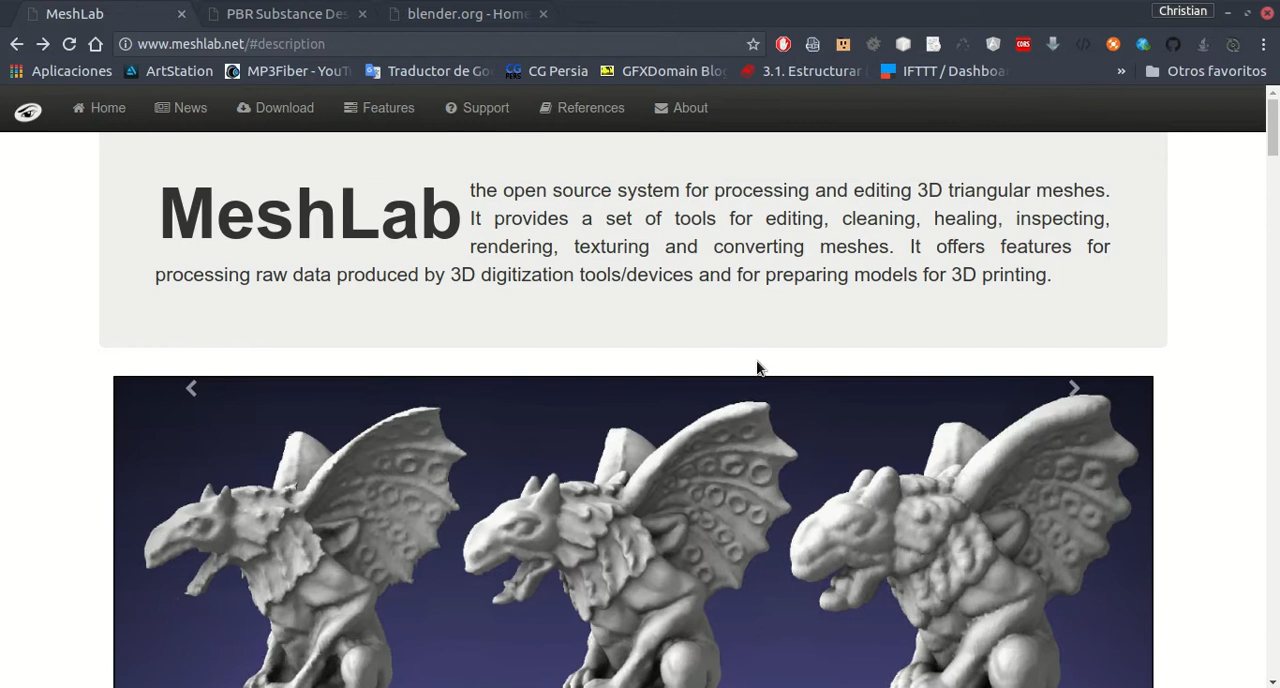 MeshLab
PBR Substance Des
blender.org - Home
Christian
www.meshlab.net/#description
CORS
Aplicaciones
ArtStation
MP3Fiber - YouT
Traductor de Go
CG Persia
GFXDomain Blog
3.1. Estructurar
IFTTT / Dashboa
»
Otros favoritos
Home
News
Download
Features
Support
References
About
MeshLab
the open source system for processing and editing 3D triangular meshes.
It provides a set of tools for editing, cleaning, healing, inspecting,
rendering, texturing and converting meshes. It offers features for
processing raw data produced by 3D digitization tools/devices and for preparing models for 3D printing.